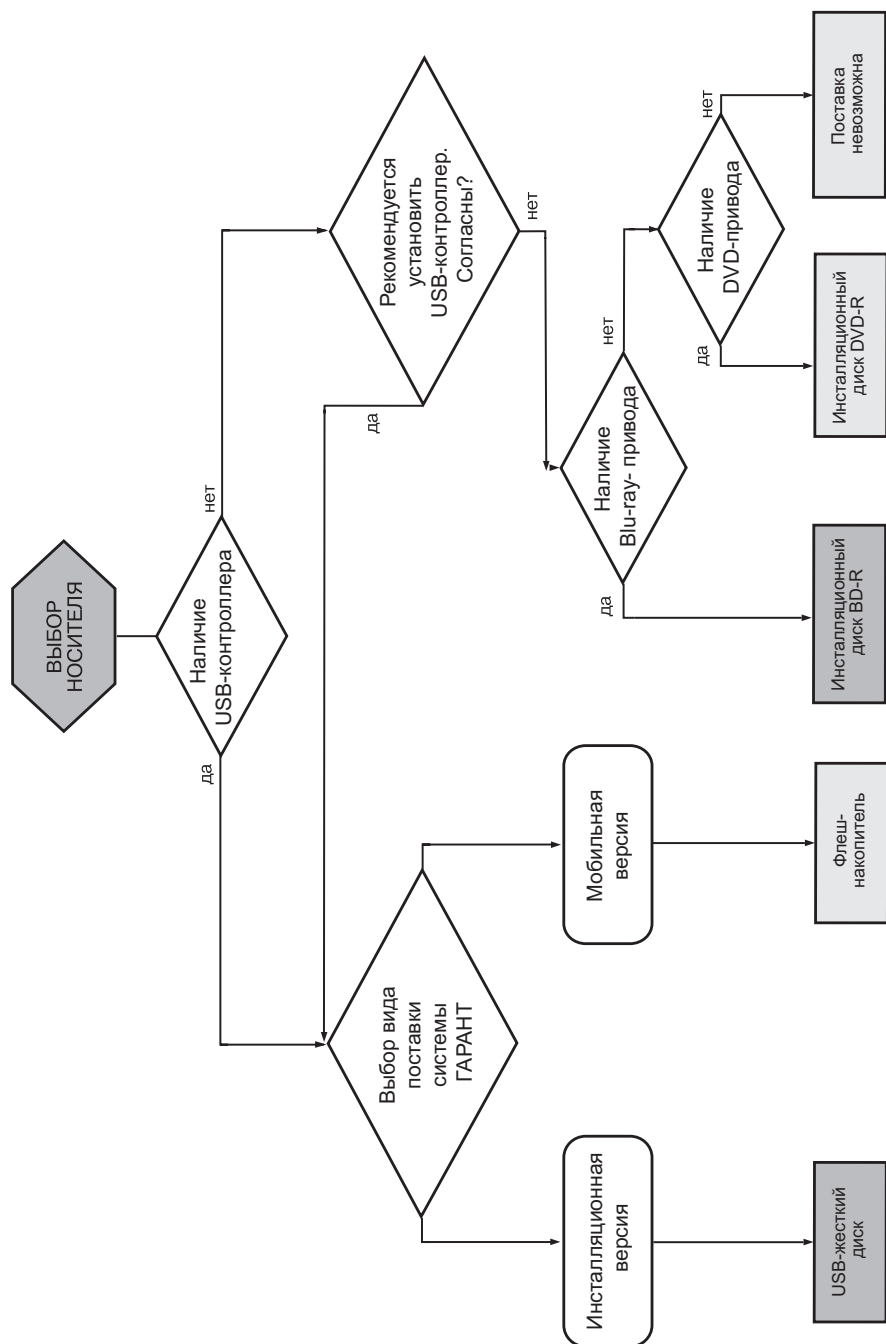 ВЫБОР
НОСИТЕЛЯ
Наличие
USB-контроллера
да
нет
Рекомендуется
установить
USB-контроллер.
Согласны?
да
нет
Выбор вида
поставки
системы
ГАРАНТ
Наличие
Blu-ray- привода
да
нет
Наличие
DVD-привода
да
нет
Инсталляционная
версия
Мобильная
версия
USB-жесткий
диск
Флеш-
накопитель
Инсталляционный
диск BD-R
Инсталляционный
диск DVD-R
Поставка
невозможна